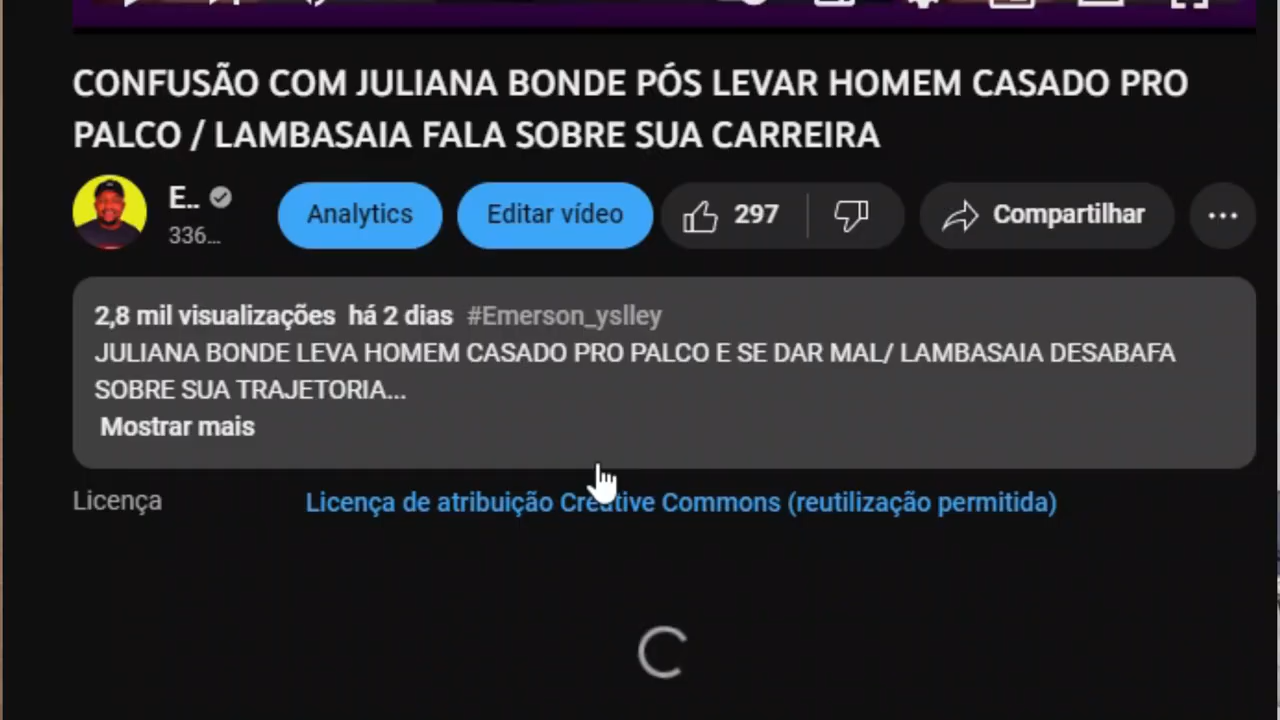 CONFUSÃO COM JULIANA BONDE PÓS LEVAR HOMEM CASADO PRO
PALCO / LAMBASAIA FALA SOBRE SUA CARREIRA
E..
336...
Analytics
Editar vídeo
297
Compartilhar
2,8 mil visualizações há 2 dias #Emerson_yslley
JULIANA BONDE LEVA HOMEM CASADO PRO PALCO E SE DAR MAL/ LAMBASAIA DESABAFA
SOBRE SUA TRAJETORIA...
Mostrar mais
Licença
Licença de atribuição Creative Commons (reutilização permitida)